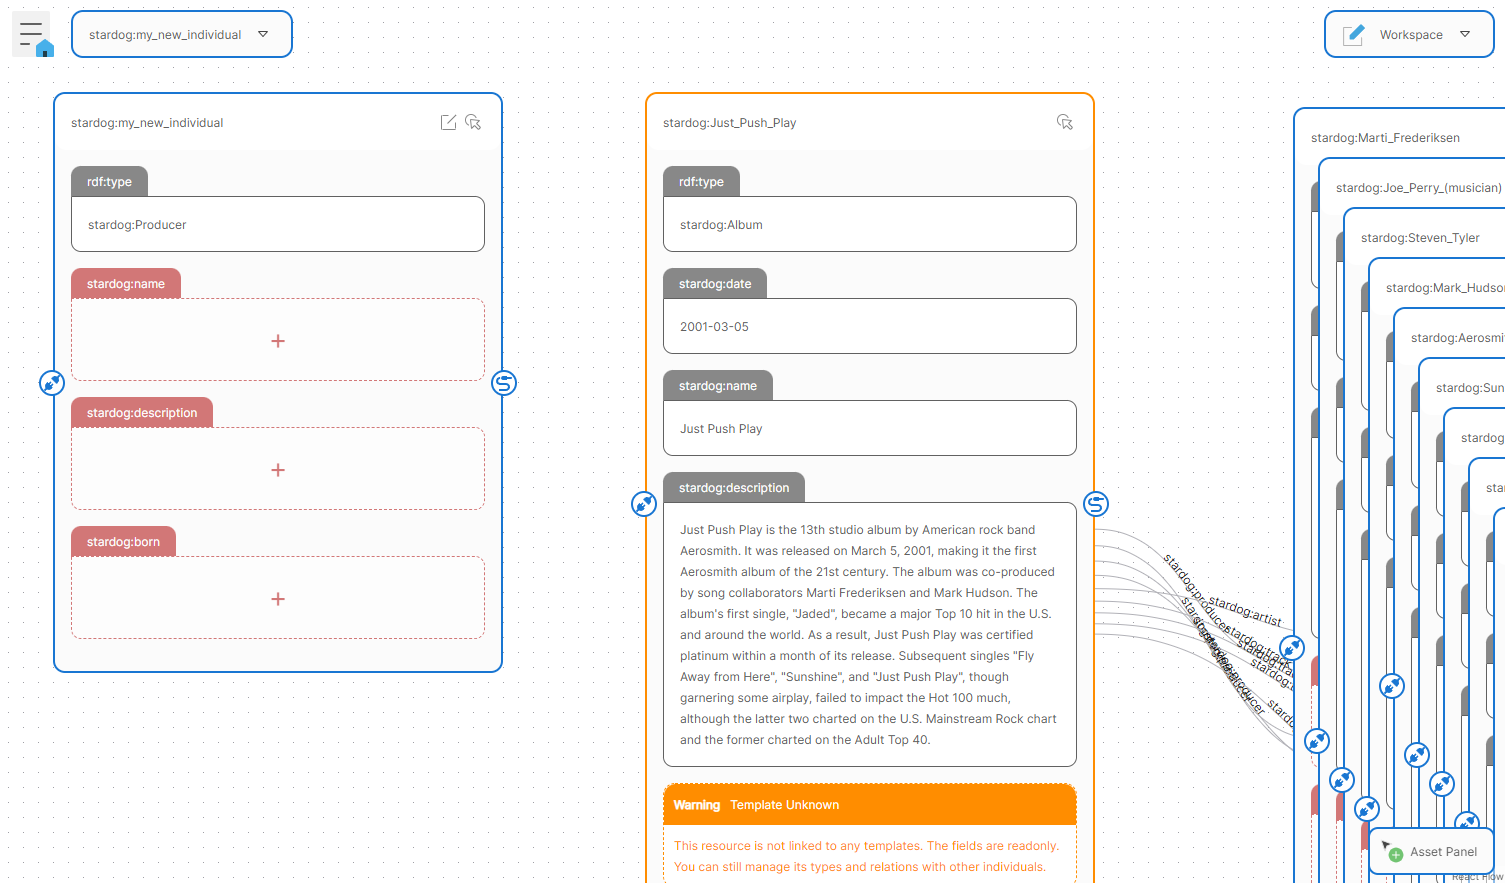 stardog:my_new_individual
Workspace
stardog:my_new_individual
rdf:type
stardog:Producer
stardog:name
stardog:description
stardog:born
stardog:Just_Push_Play
rdf:type
stardog:Album
stardog:date
2001-03-05
stardog:name
Just Push Play
stardog:description
Just Push Play is the 13th studio album by American rock band
Aerosmith. It was released on March 5, 2001, making it the first
Aerosmith album of the 21st century. The album was co-produced
by song collaborators Marti Frederiksen and Mark Hudson. The
album's first single, "Jaded", became a major Top 10 hit in the U.S.
and around the world. As a result, Just Push Play was certified
platinum within a month of its release. Subsequent singles "Fly
Away from Here", "Sunshine", and "Just Push Play", though
garnering some airplay, failed to impact the Hot 100 much,
although the latter two charted on the U.S. Mainstream Rock chart
and the former charted on the Adult Top 40.
Warning Template Unknown
This resource is not linked to any templates. The fields are readonly.
You can still manage its types and relations with other individuals.
stardog:producer
stardog:artist
stardog:producer
stardog:Marti_Frederiksen
stardog:Joe_Perry_(musician)
stardog:Steven_Tyler
stardog:Mark_Hudson
stardog:Aerosmi
stardog:Sun
stardog:
star
Asset Panel
React Flow